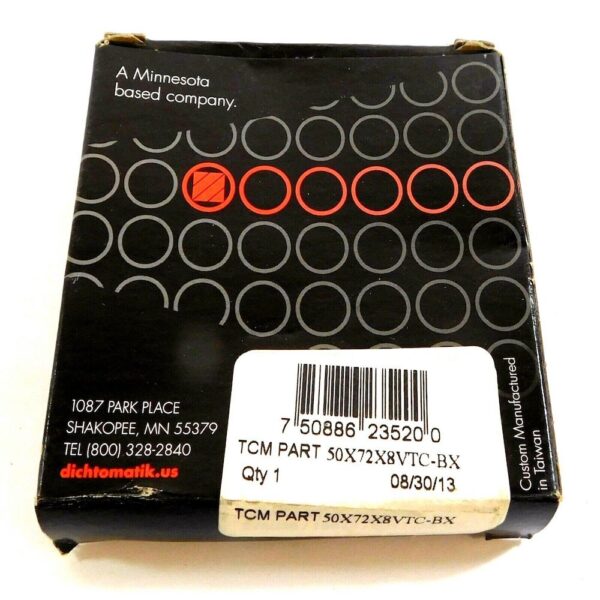 A Minnesota
based company.
1087 PARK PLACE
SHAKOPEE, MN 55379
TEL (800) 328-2840
dichtomatik.us
7 50886 23520 0
TCM PART 50X72X8VTC-BX
Qty 1 08/30/13
TCM PART 50X72X8VTC-BX
Custom Manufactured
in Taiwan